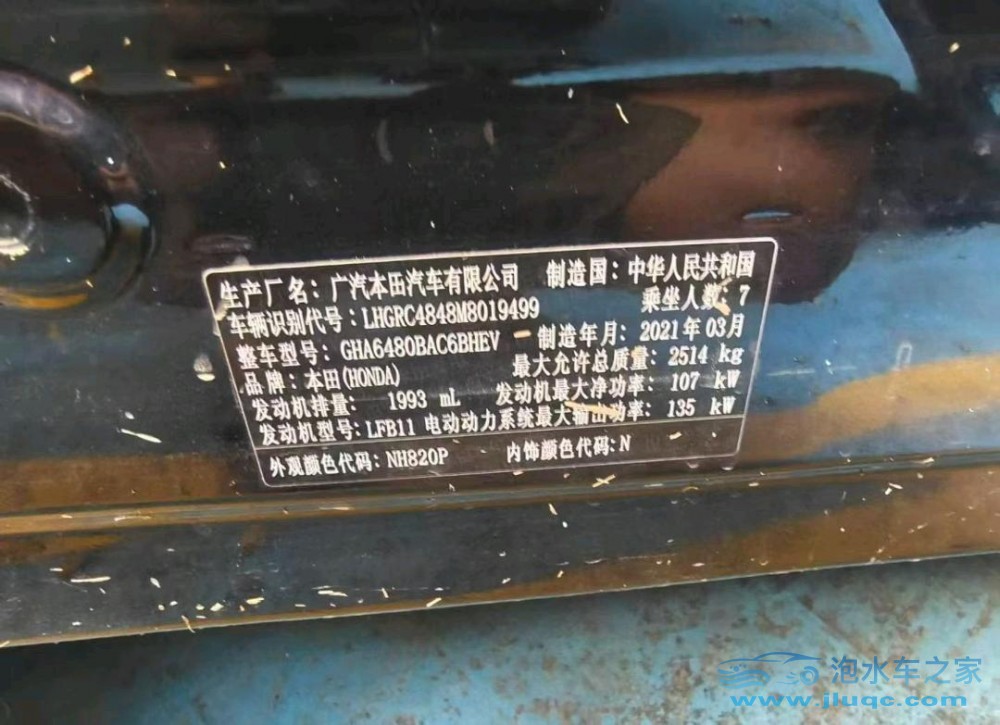 生产厂名：广汽本田汽车有限公司 制造国：中华人民共和国
车辆识别代号：LHGRC4848M8019499 乘坐人数：7
整车型号：GHA6480BAC6BHEV 制造年月：2021年03月
品牌：本田(HONDA) 最大允许总质量：2514 kg
发动机排量： 1993 mL 发动机最大净功率：107 kW
发动机型号：LFB11 电动动力系统最大输出功率：135 kW
外观颜色代码：NH820P 内饰颜色代码：N
泡水车之家
www.jluqc.com